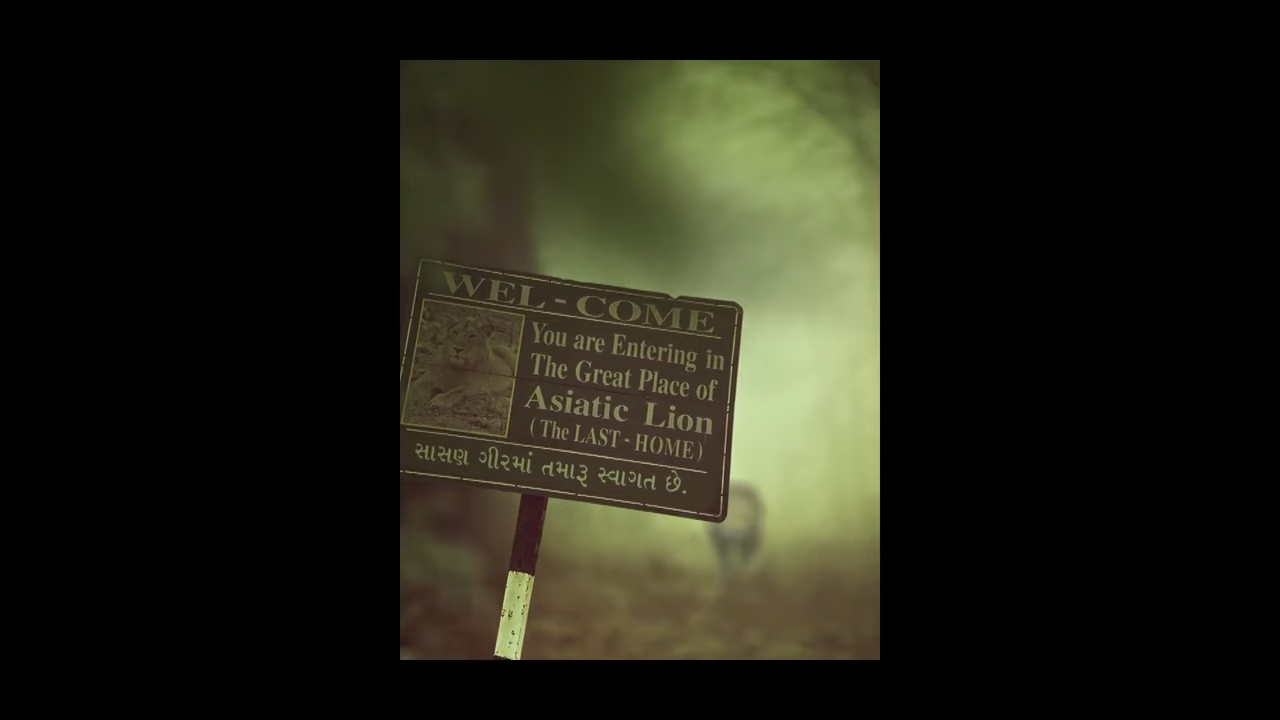 WEL - COME
You are Entering in
The Great Place of
Asiatic Lion
( The LAST - HOME )
સાસણ ગીરમાં તમારૂ સ્વાગત છે.